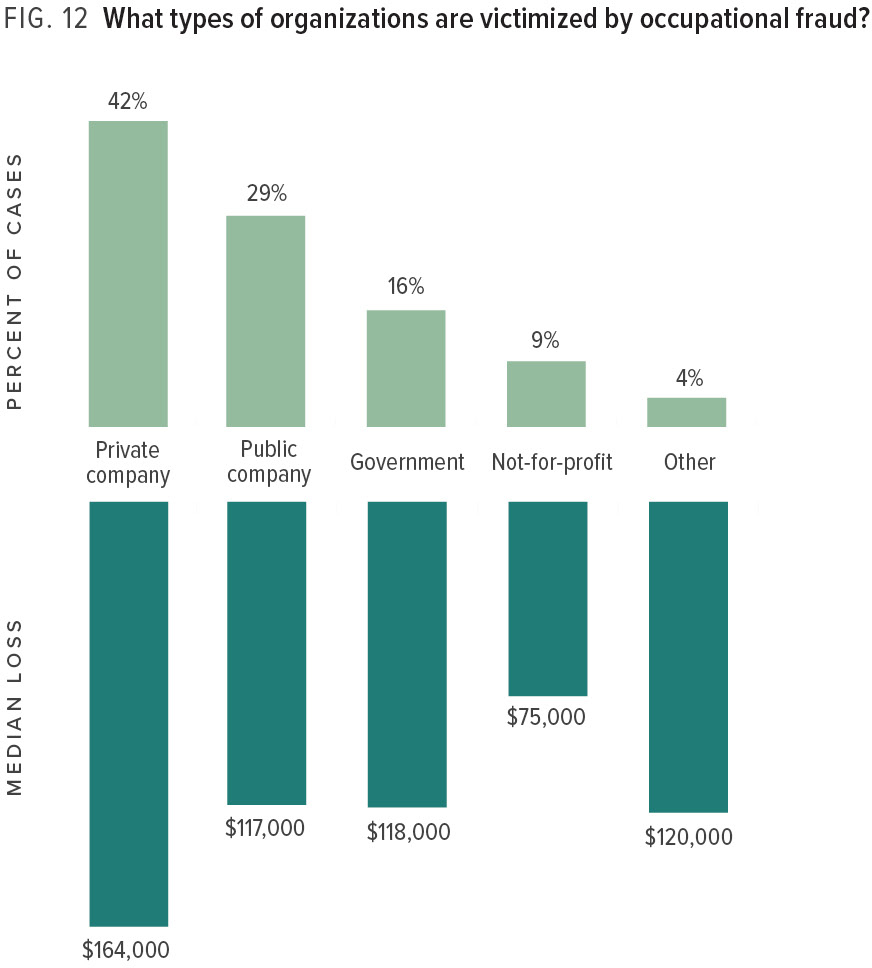 FIG. 12 What types of organizations are victimized by occupational fraud?
PERCENT OF CASES
42%
29%
16%
9%
4%
Private
company
Public
company
Government
Not-for-profit
Other
MEDIAN LOSS
$164,000
$117,000
$118,000
$75,000
$120,000